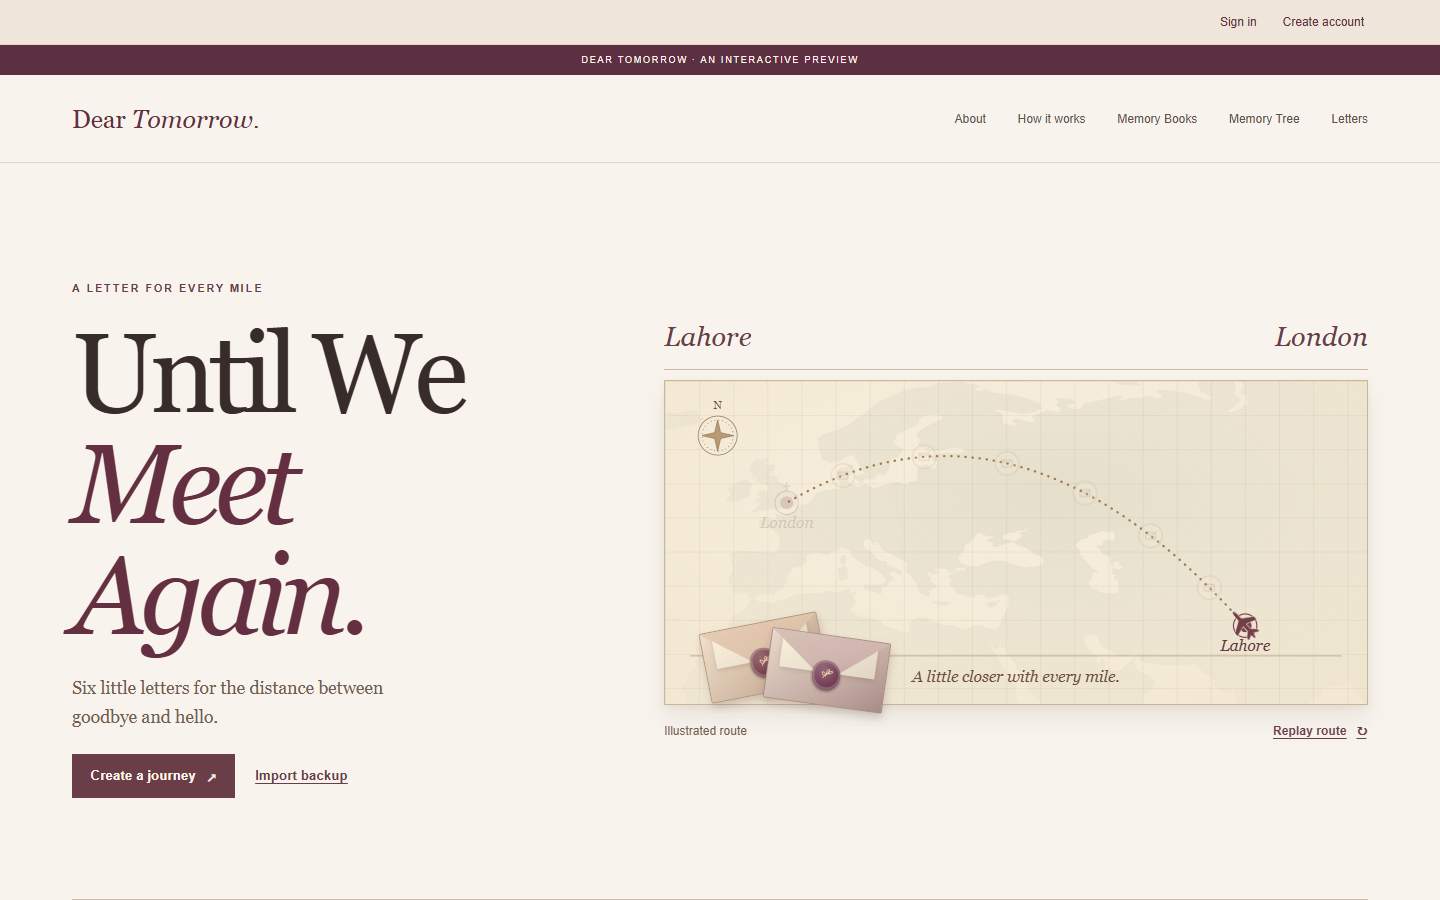 Sign in
Create account
DEAR TOMORROW · AN INTERACTIVE PREVIEW
Dear Tomorrow.
About
How it works
Memory Books
Memory Tree
Letters
A LETTER FOR EVERY MILE
Until We
Meet
Again.
Six little letters for the distance between
goodbye and hello.
Create a journey ↗
Import backup
Lahore
London
N
London
Lahore
A little closer with every mile.
Illustrated route
Replay route ↻